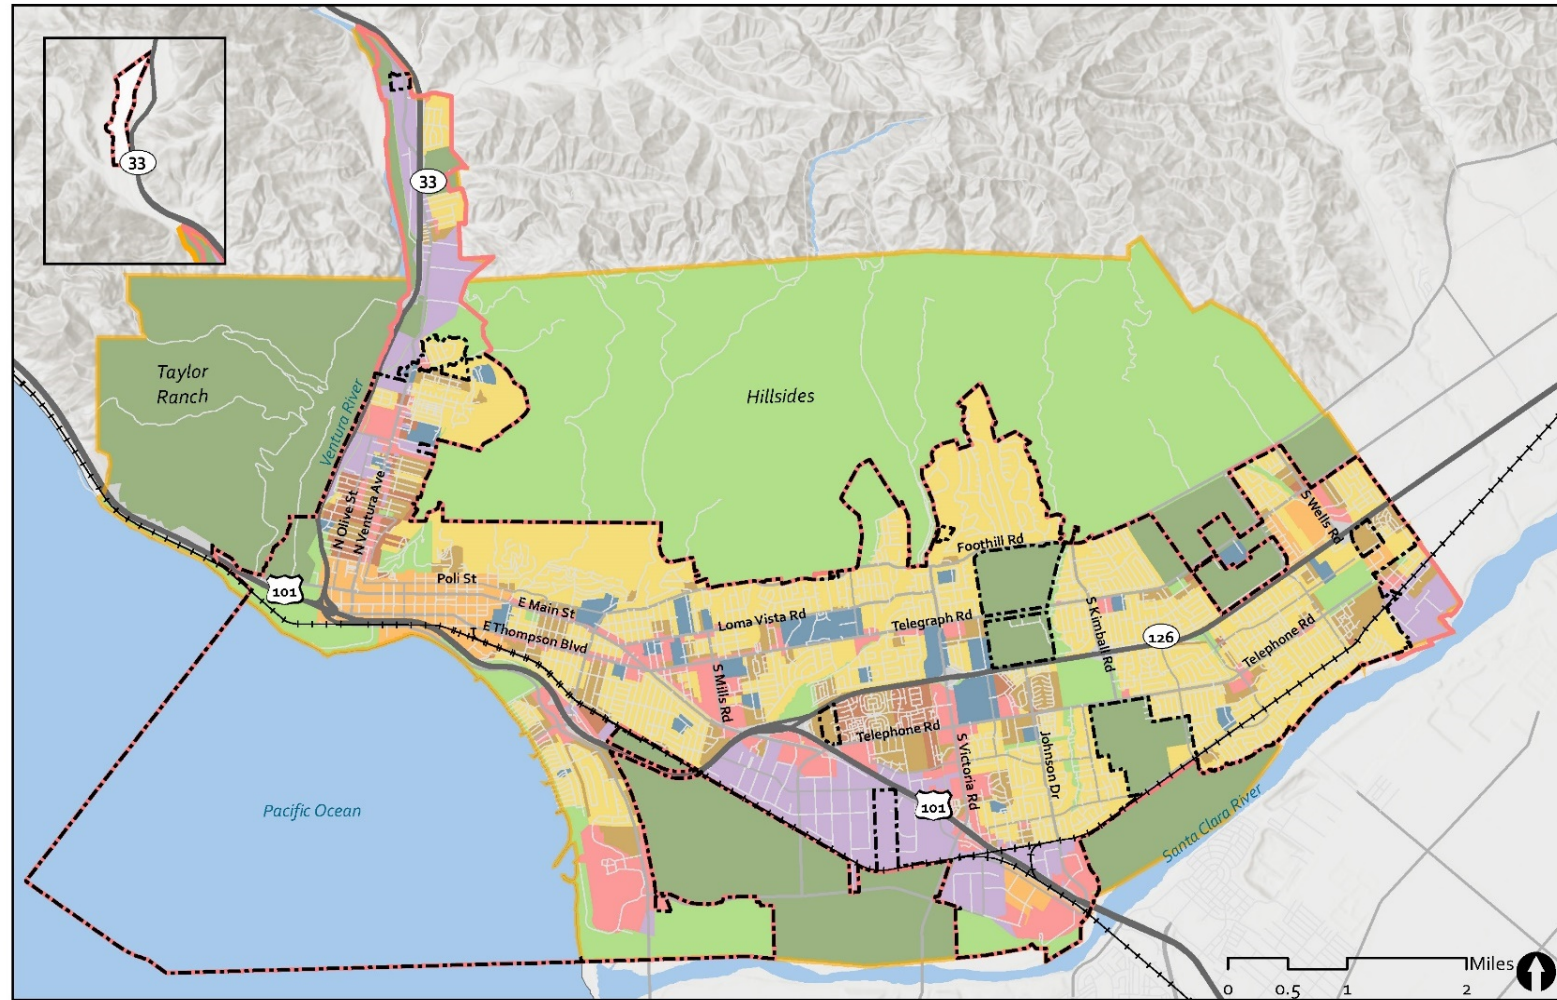 33
33
Taylor
Ranch
Ventura River
Hillsides
N Olive St
N Ventura Ave
S Wells Rd
Foothill Rd
Poli St
101
E Main St
Loma Vista Rd
Telegraph Rd
S Kimball Rd
126
E Thompson Blvd
Telephone Rd
S Mills Rd
Telephone Rd
S Victoria Rd
Johnson Dr
101
Pacific Ocean
Santa Clara River
Miles
0 0.5 1 2